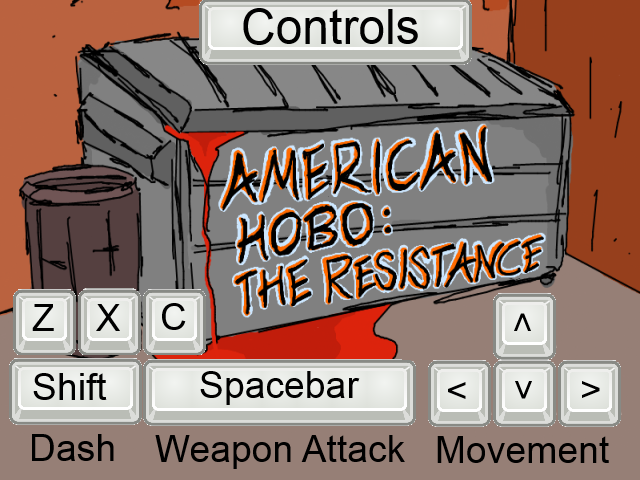 Controls
AMERICAN
HOBO:
THE RESISTANCE
Z X C ^
Shift Spacebar < v >
Dash Weapon Attack Movement